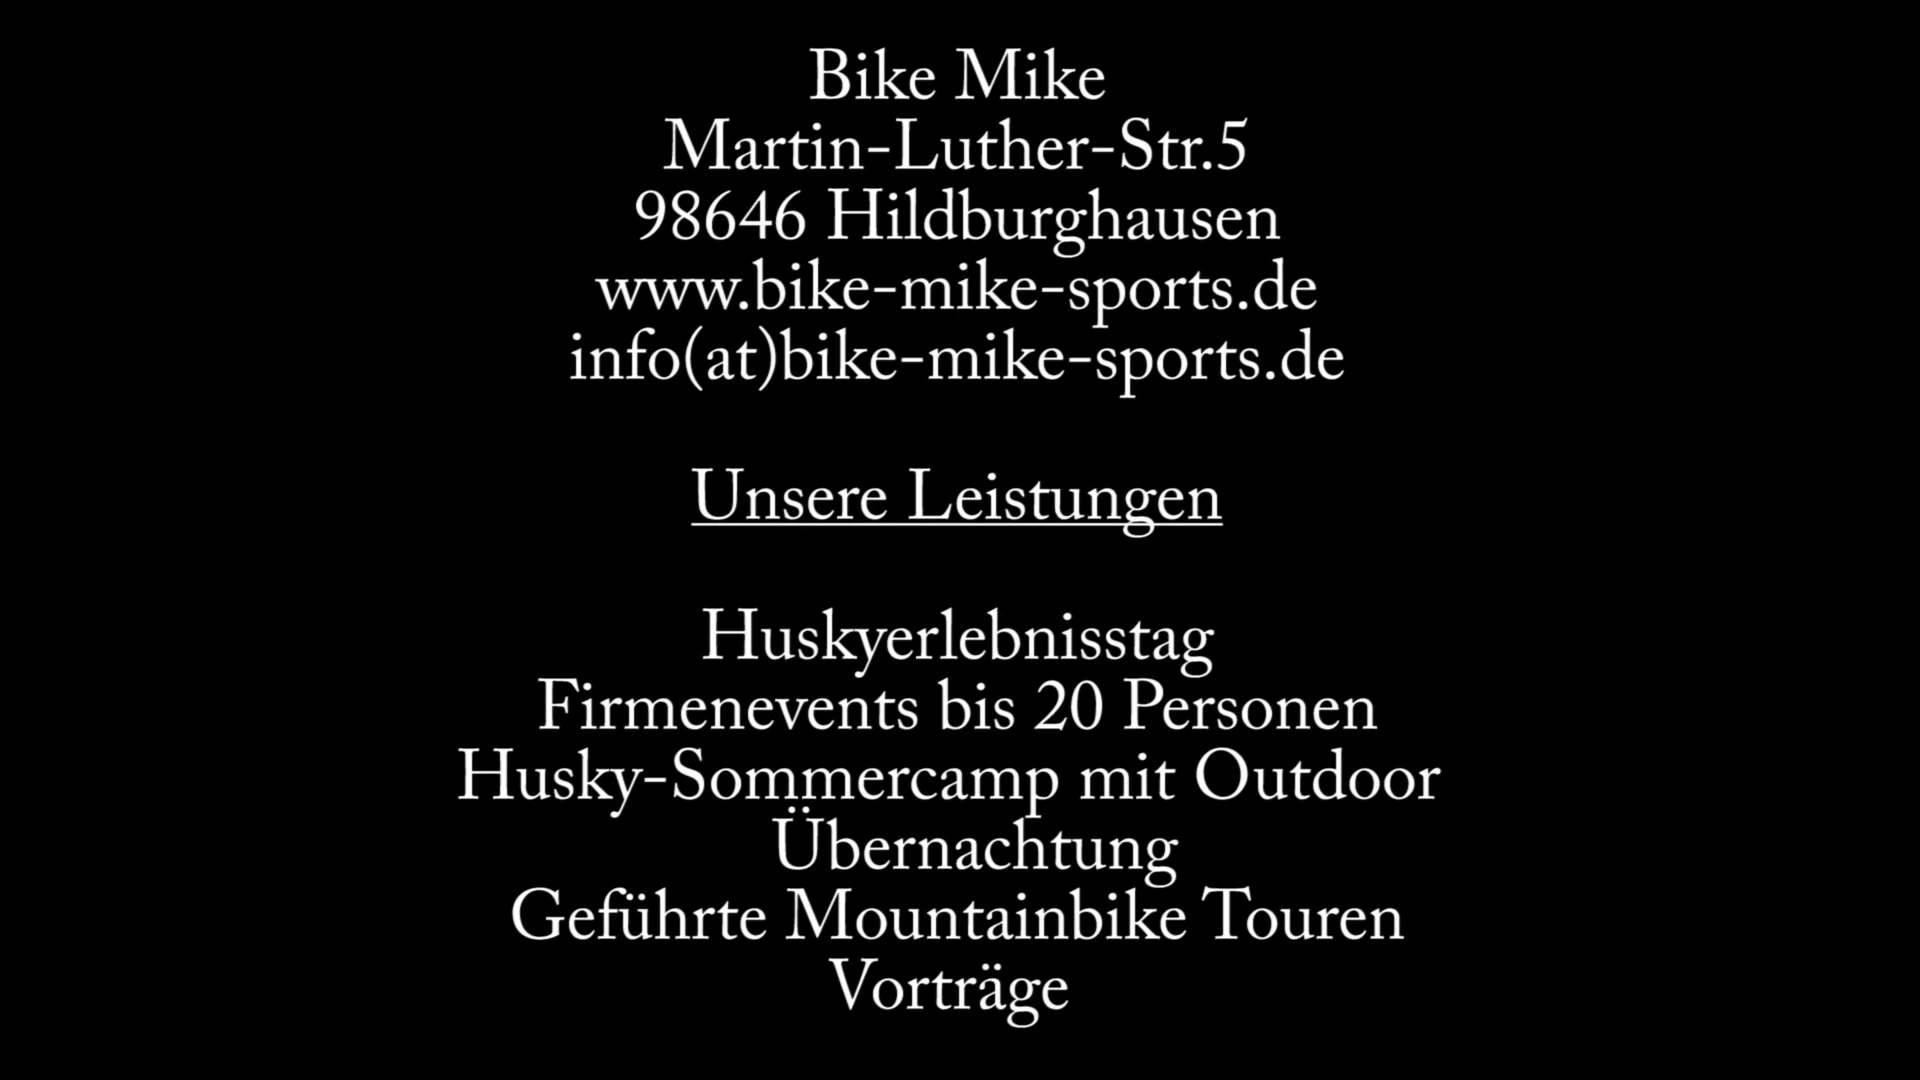 Bike Mike
Martin-Luther-Str.5
98646 Hildburghausen
www.bike-mike-sports.de
info(at)bike-mike-sports.de
Unsere Leistungen
Huskyerlebnisstag
Firmenevents bis 20 Personen
Husky-Sommercamp mit Outdoor
Übernachtung
Geführte Mountainbike Touren
Vorträge